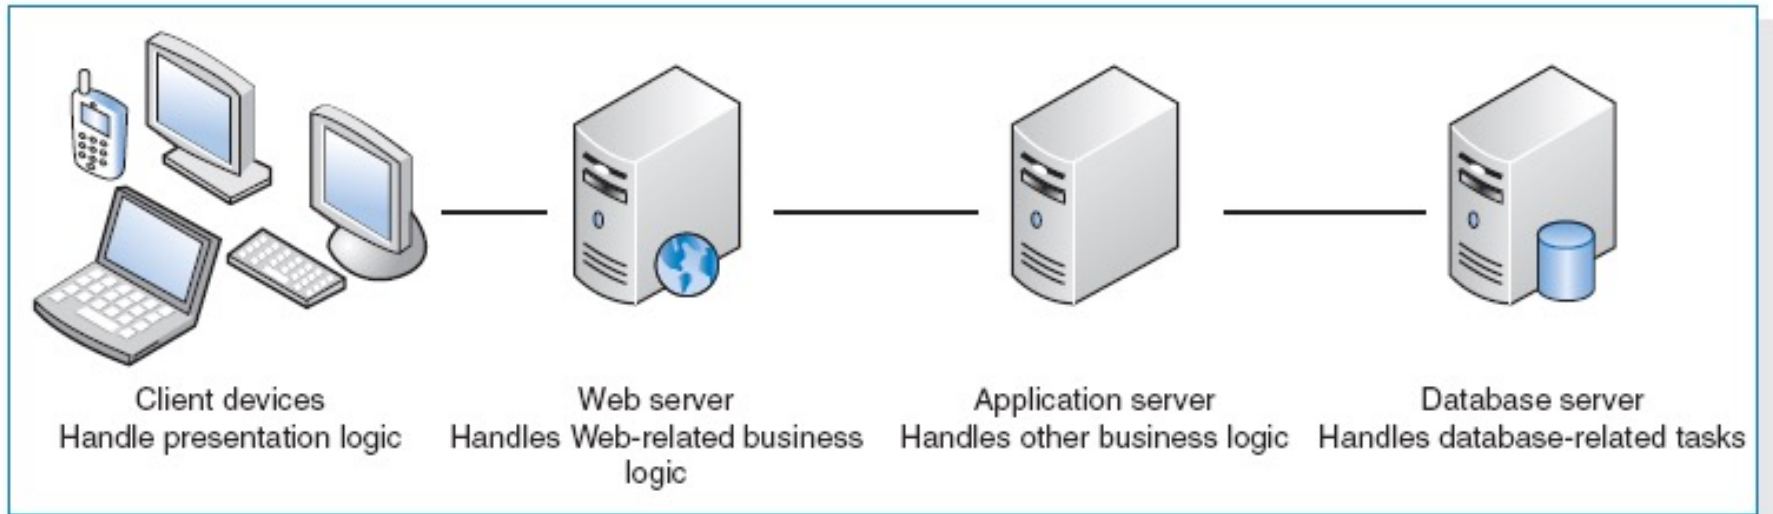 Client devices
Handle presentation logic
Web server
Handles Web-related business
logic
Application server
Handles other business logic
Database server
Handles database-related tasks